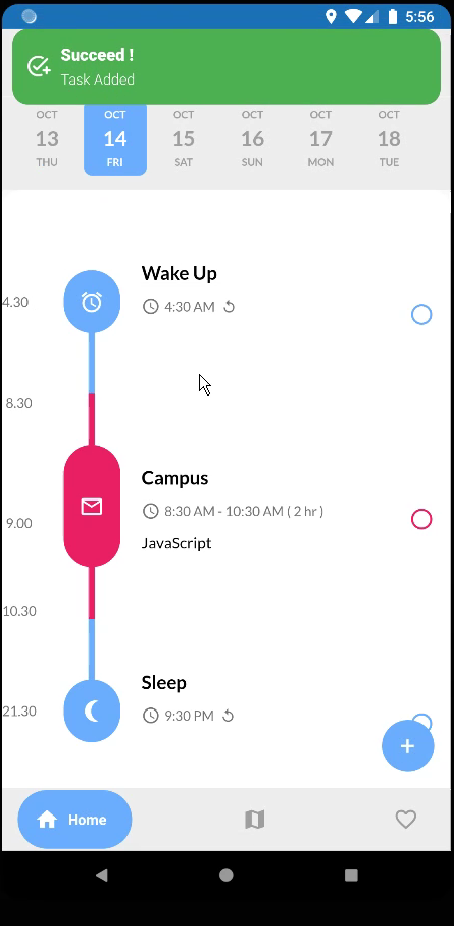 5:56
Succeed !
Task Added
OCT OCT OCT OCT OCT OCT
13 14 15 16 17 18
THU FRI SAT SUN MON TUE
Wake Up
4.30 4:30 AM
8.30
Campus
8:30 AM - 10:30 AM ( 2 hr )
9.00
JavaScript
10.30
Sleep
21.30 9:30 PM
+
Home